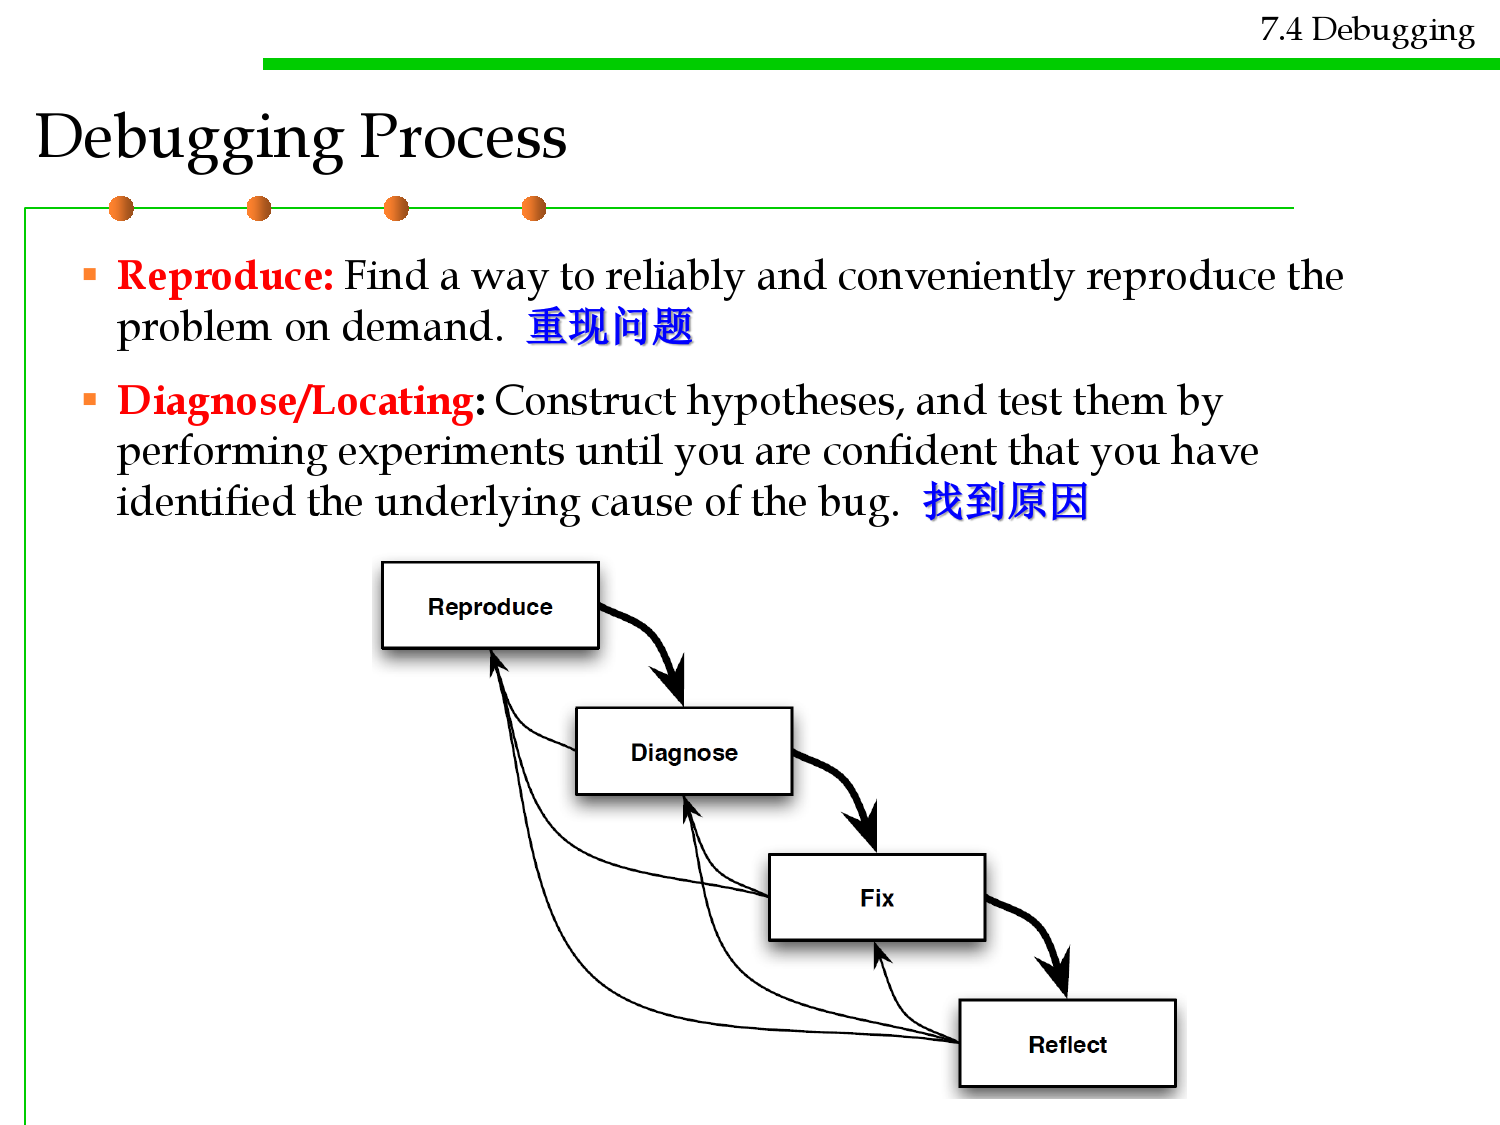 7.4 Debugging
Debugging Process
Reproduce: Find a way to reliably and conveniently reproduce the
problem on demand. 重现问题
Diagnose/Locating: Construct hypotheses, and test them by
performing experiments until you are confident that you have
identified the underlying cause of the bug. 找到原因
Reproduce
Diagnose
Fix
Reflect